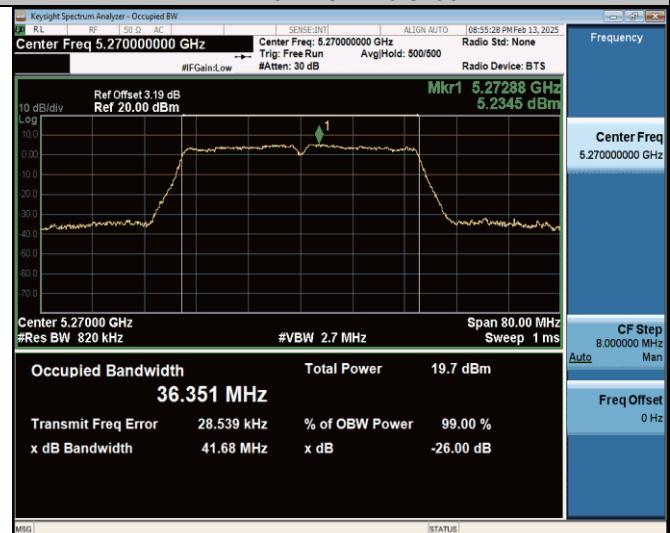 Keysight Spectrum Analyzer - Occupied BW
RL RF 50 Ω AC SENSE:INT ALIGN AUTO 08:55:28 PM Feb 13, 2025
Center Freq 5.270000000 GHz
Center Freq: 5.270000000 GHz Radio Std: None
Trig: Free Run Avg|Hold: 500/500
#IFGain:Low #Atten: 30 dB Radio Device: BTS
Frequency
Ref Offset 3.19 dB Mkr1 5.27288 GHz
10 dB/div Ref 20.00 dBm 5.2345 dBm
Log
10.0
0.00
-10.0
-20.0
-30.0
-40.0
-50.0
-60.0
-70.0
1
Center 5.27000 GHz Span 80.00 MHz
#Res BW 820 kHz #VBW 2.7 MHz Sweep 1 ms
Occupied Bandwidth Total Power 19.7 dBm
36.351 MHz
Transmit Freq Error 28.539 kHz % of OBW Power 99.00 %
x dB Bandwidth 41.68 MHz x dB -26.00 dB
Center Freq
5.270000000 GHz
CF Step
8.000000 MHz
Auto Man
Freq Offset
0 Hz
MSG STATUS